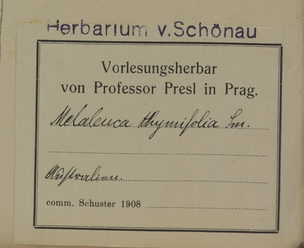 Herbarium v. Schönau
Vorlesungsherbar
von Professor Presl in Prag.
Melaleuca thymifolia Sm.
Australien.
comm. Schuster 1908